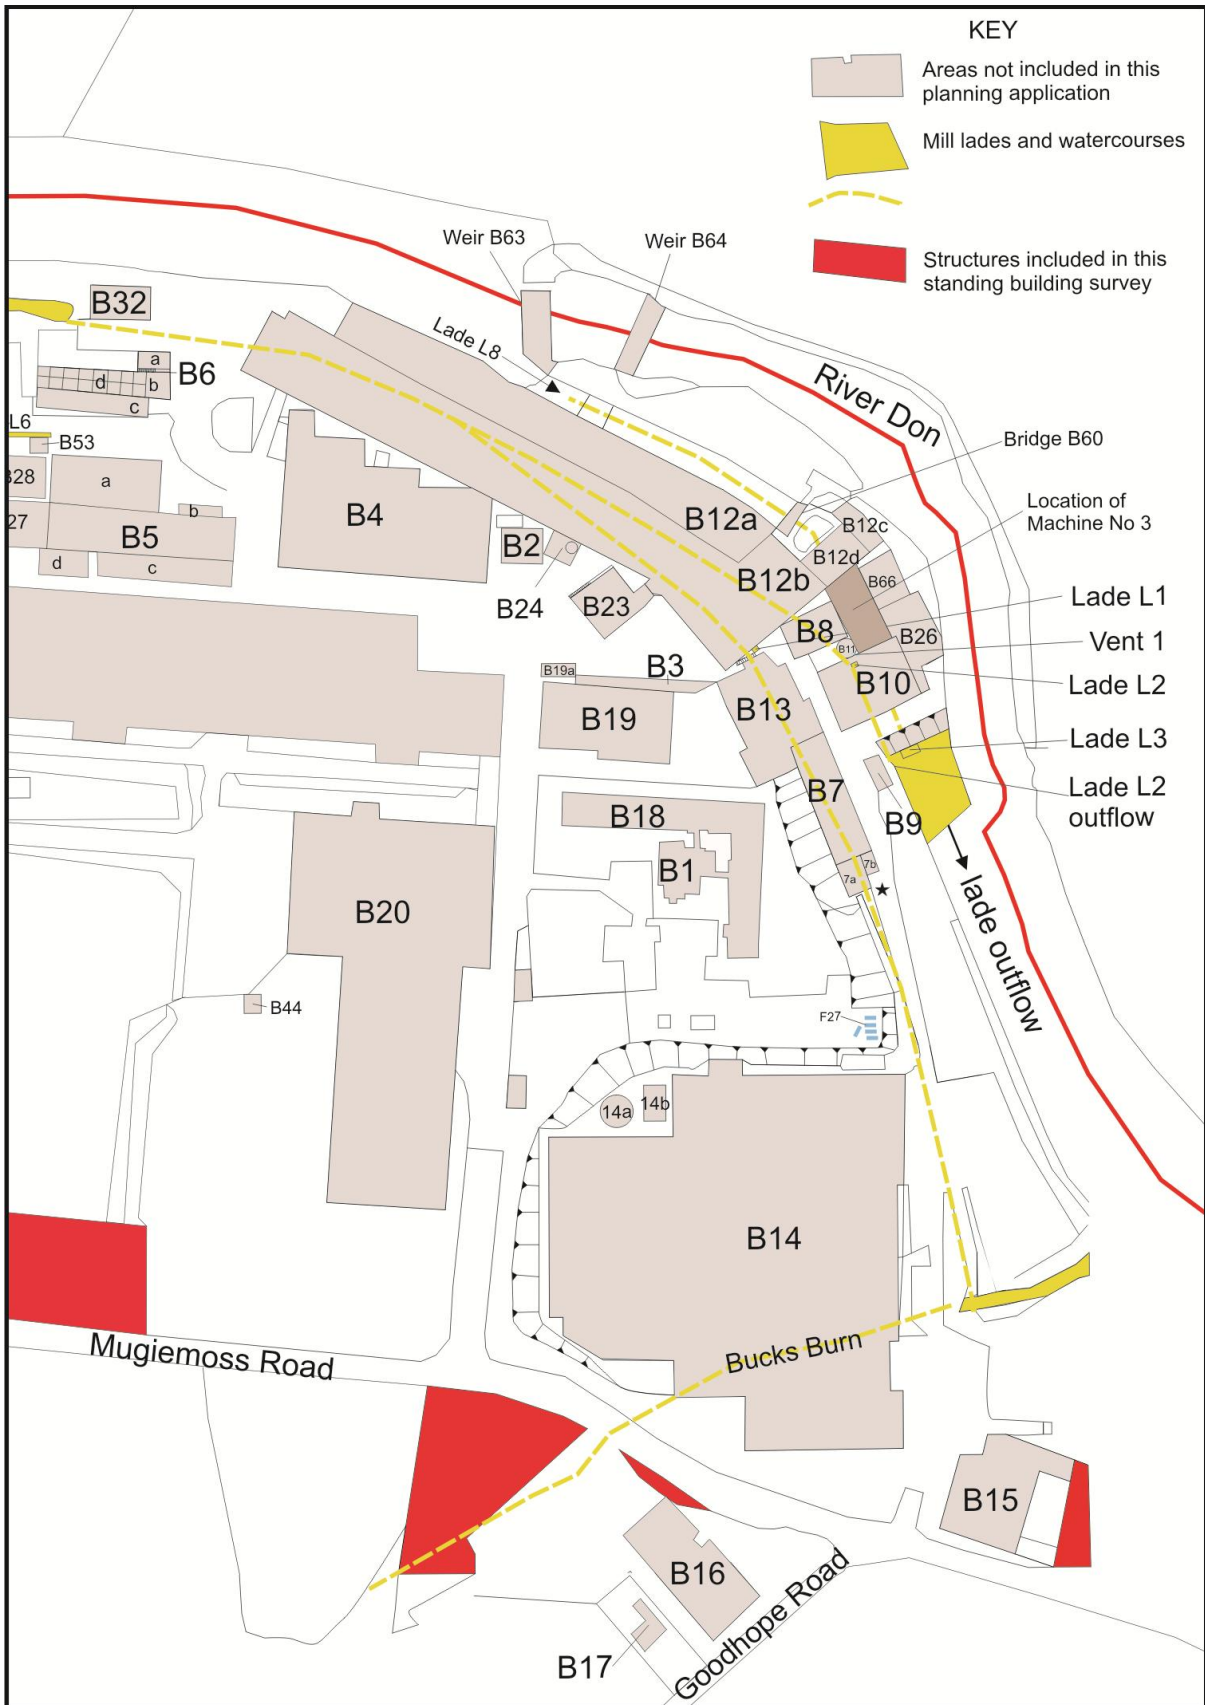 KEY
Areas not included in this
planning application
Mill lades and watercourses
Structures included in this
standing building survey
Weir B63
Weir B64
Lade L8
River Don
B32
a
B6
d
b
c
L6
B53
B28
a
27
b
B5
d
c
B4
B2
B24
B23
B12a
B12b
B12c
B12d
Bridge B60
Location of
Machine No 3
B66
B8
B11
B26
B10
Lade L1
Vent 1
Lade L2
Lade L3
Lade L2
outflow
B19a
B3
B19
B13
B7
B9
B18
B1
7b
7a
★
lade outflow
B20
B44
F27
14a
14b
B14
Mugiemoss Road
Bucks Burn
B15
B16
B17
Goodhope Road